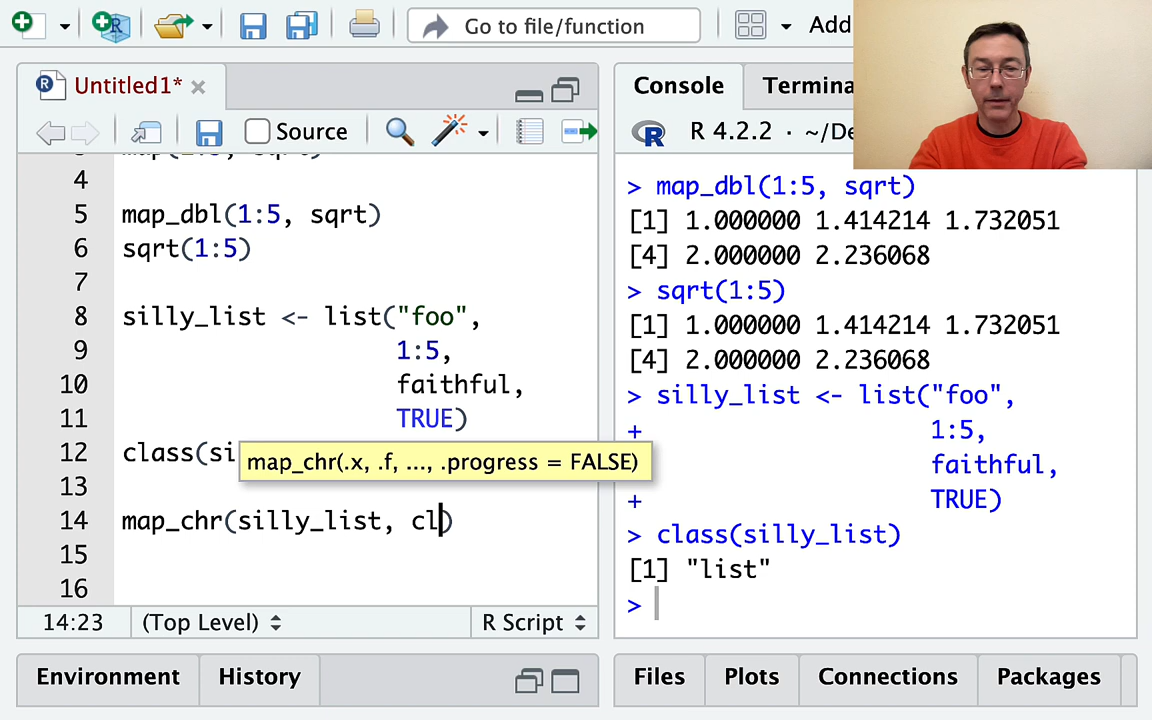 Go to file/function
Add
Untitled1*
Source
3 map(1:5, sqrt)
4
5 map_dbl(1:5, sqrt)
6 sqrt(1:5)
7
8 silly_list <- list("foo",
9 1:5,
10 faithful,
11 TRUE)
12 class(si
map_chr(.x, .f, ..., .progress = FALSE)
13
14 map_chr(silly_list, cl)
15
16
14:23 (Top Level) R Script
Environment History
Console Termina
R 4.2.2 · ~/De
> map_dbl(1:5, sqrt)
[1] 1.000000 1.414214 1.732051
[4] 2.000000 2.236068
> sqrt(1:5)
[1] 1.000000 1.414214 1.732051
[4] 2.000000 2.236068
> silly_list <- list("foo",
+ 1:5,
faithful,
+ TRUE)
> class(silly_list)
[1] "list"
>
Files Plots Connections Packages